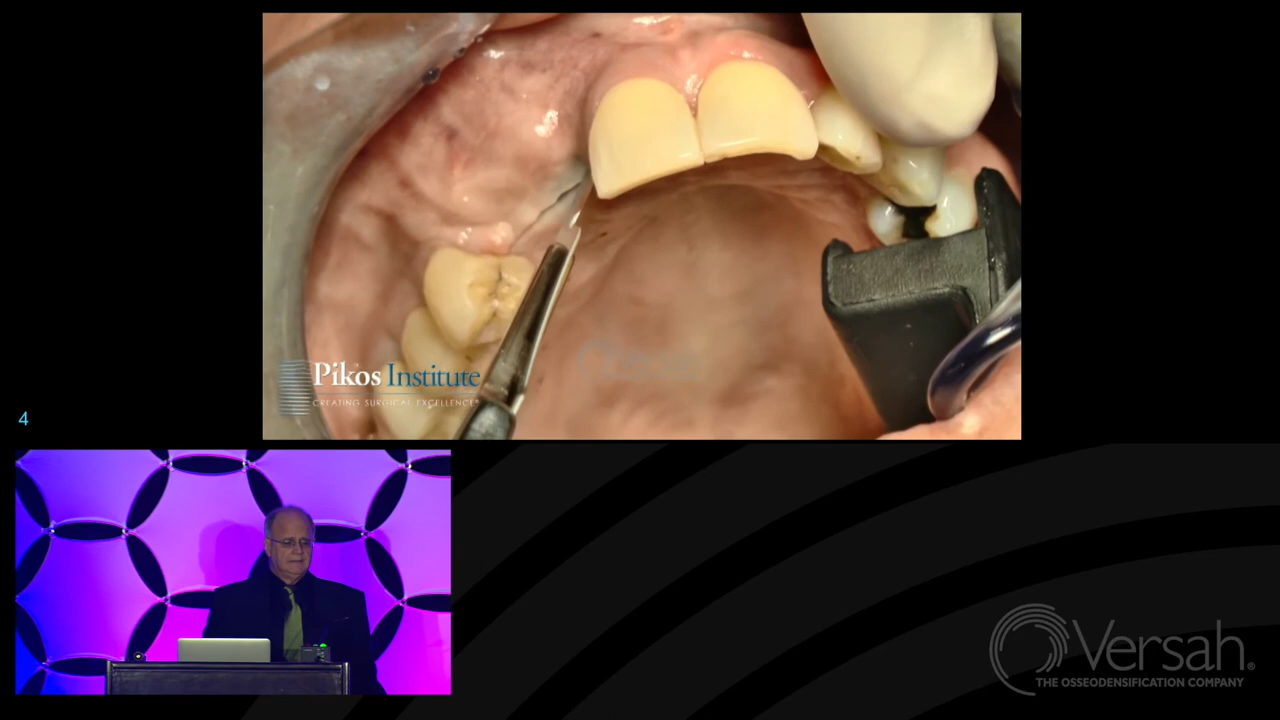 Pikos Institute
CREATING SURGICAL EXCELLENCE
4
Versah®
THE OSSEODENSIFICATION COMPANY